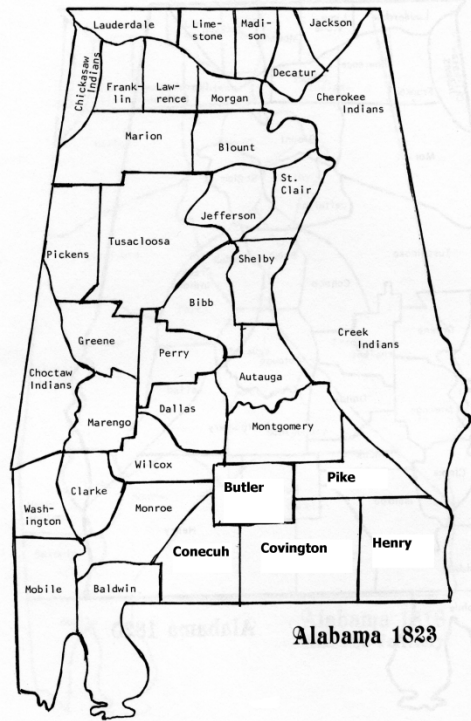 Lauderdale
Lime-
stone
Madi-
son
Jackson
Decatur
Chickasaw
Indians
Frank-
lin
Law-
rence
Morgan
Cherokee
Indians
Marion
Blount
St.
Clair
Jefferson
Tusacloosa
Pickens
Shelby
Bibb
Greene
Perry
Creek
Indians
Choctaw
Indians
Autauga
Marengo
Dallas
Montgomery
Wilcox
Butler
Pike
Clarke
Wash-
ington
Monroe
Conecuh
Covington
Henry
Mobile
Baldwin
Alabama 1823